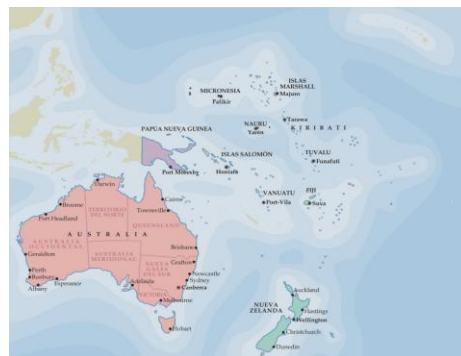 ISLAS
MARSHALL
Majuro
MICRONESIA
Palikir
Tarawa
NAURU
Yaren
KIRIBATI
PAPÚA NUEVA GUINEA
ISLAS SALOMÓN
TUVALU
Funafuti
Port Moresby
Honiara
Darwin
VANUATU
Port-Vila
FIJI
Suva
Cairns
Broome
TERRITORIO
DEL NORTE
Townsville
Port Headland
QUEENSLAND
AUSTRALIA
AUSTRALIA
OCCIDENTAL
AUSTRALIA
MERIDIONAL
Brisbane
Geraldton
NUEVA
GALES
DEL SUR
Grafton
Perth
Bunbury
Newcastle
Sydney
Albany
Esperance
Adelaida
Canberra
VICTORIA
Melbourne
Auckland
NUEVA
ZELANDA
Hastings
Wellington
Hobart
Christchurch
Dunedin